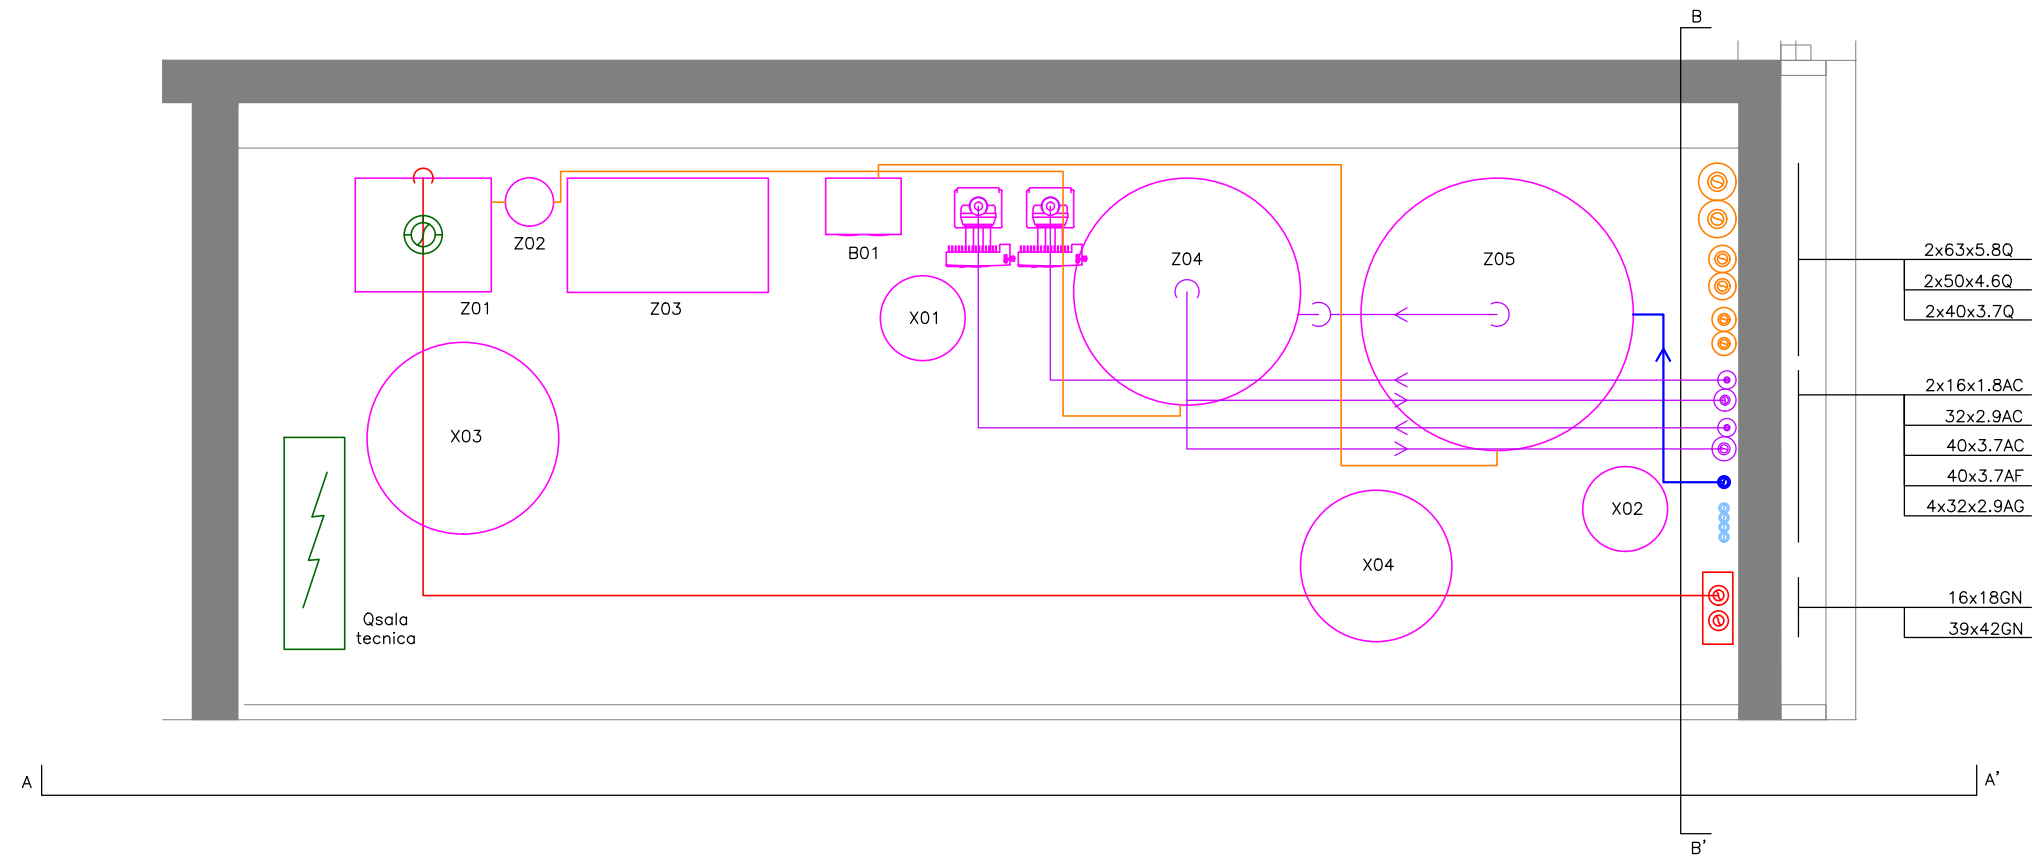 B
Z01
Z02
Z03
B01
X01
Z04
Z05
X03
X04
X02
Qsala
tecnica
2x63x5.8Q
2x50x4.6Q
2x40x3.7Q
2x16x1.8AC
32x2.9AC
40x3.7AC
40x3.7AF
4x32x2.9AG
16x18GN
39x42GN
A
A'
B'